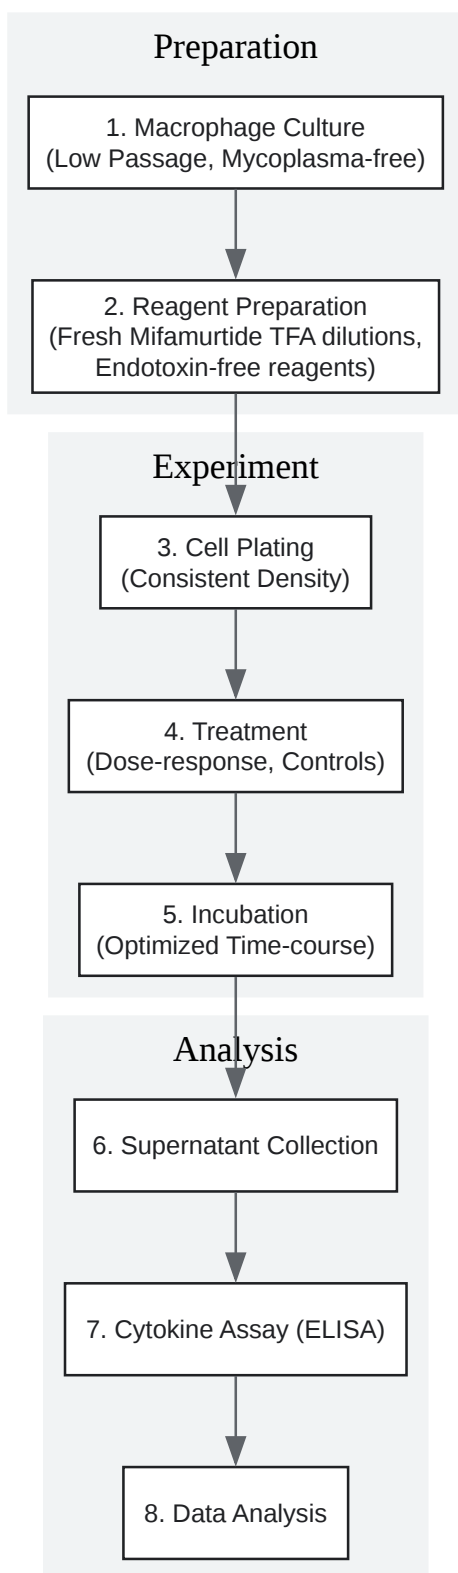 Preparation
1. Macrophage Culture
(Low Passage, Mycoplasma-free)
2. Reagent Preparation
(Fresh Mifamurtide TFA dilutions,
Endotoxin-free reagents)
Experiment
3. Cell Plating
(Consistent Density)
4. Treatment
(Dose-response, Controls)
5. Incubation
(Optimized Time-course)
Analysis
6. Supernatant Collection
7. Cytokine Assay (ELISA)
8. Data Analysis